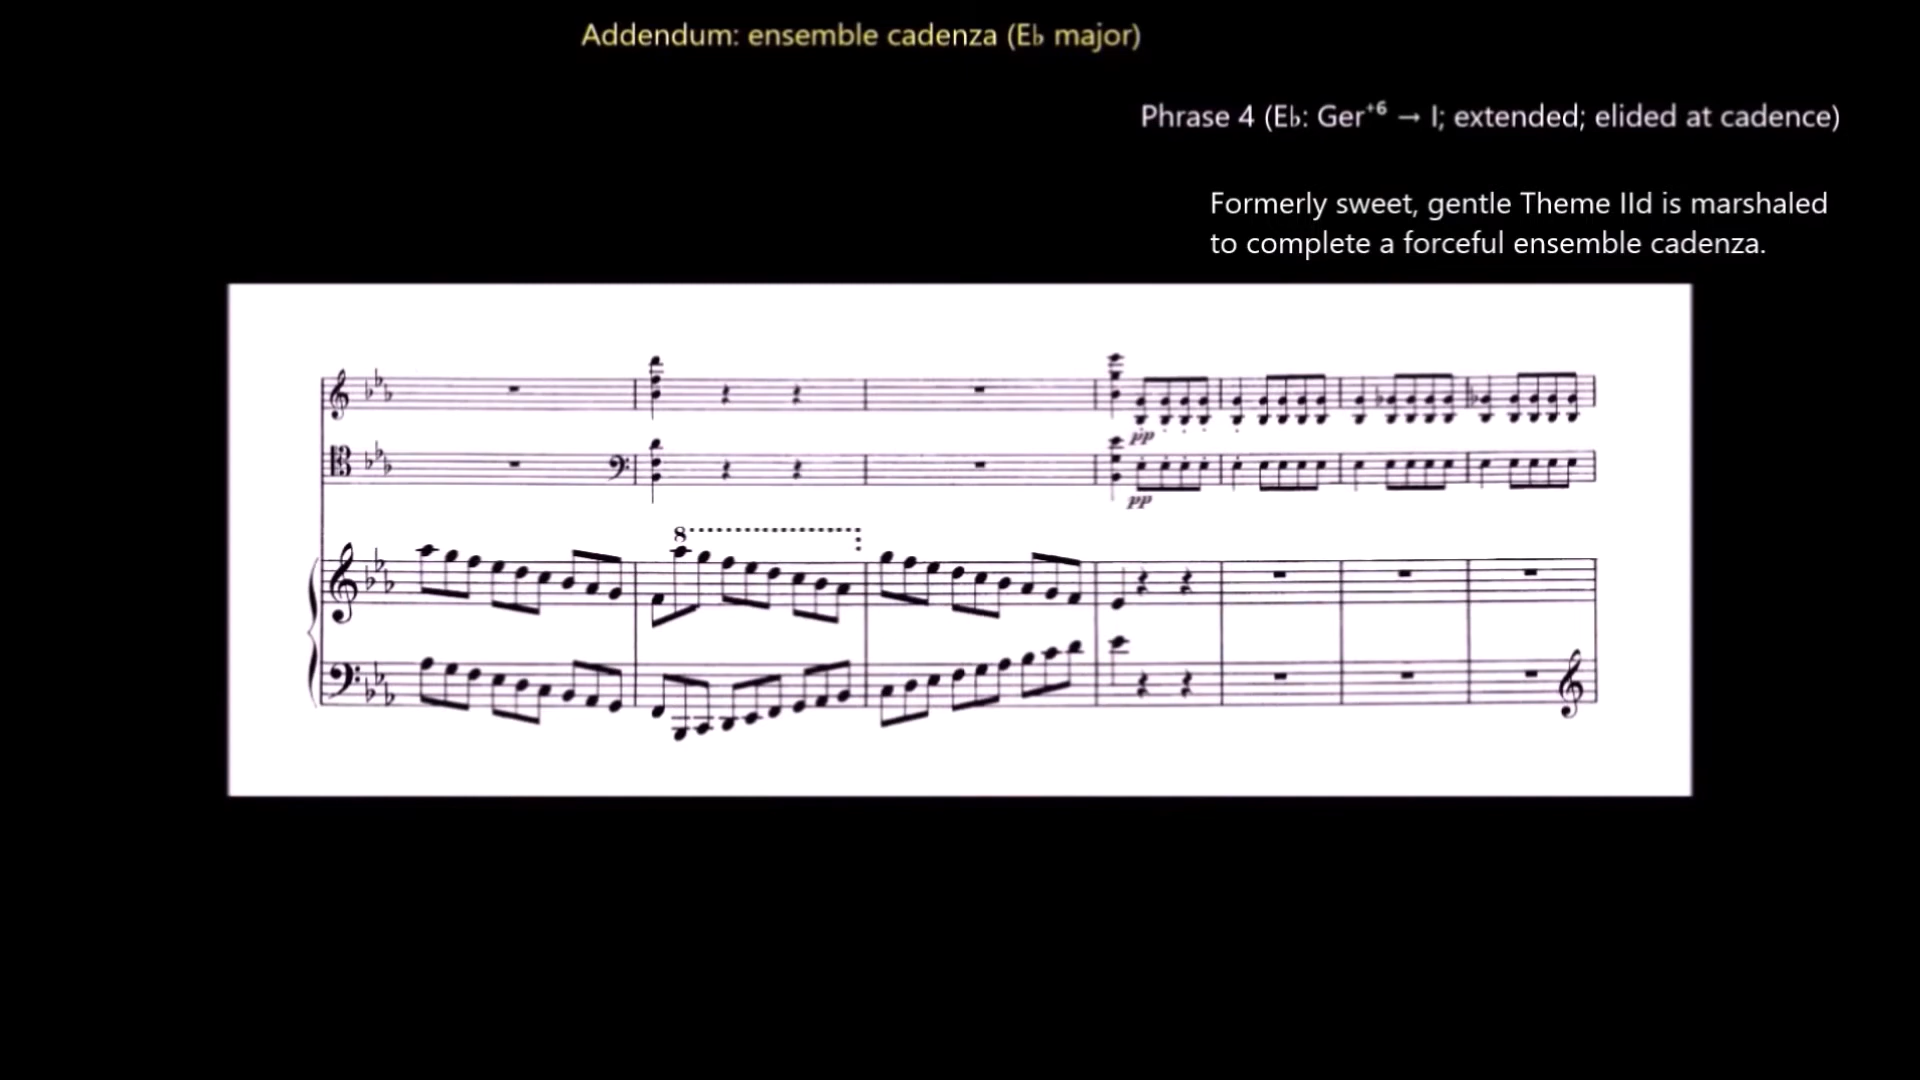 Addendum: ensemble cadenza (E♭ major)
Phrase 4 (E♭: Ger⁺⁶ → I; extended; elided at cadence)
Formerly sweet, gentle Theme IId is marshaled
to complete a forceful ensemble cadenza.
pp
pp
8